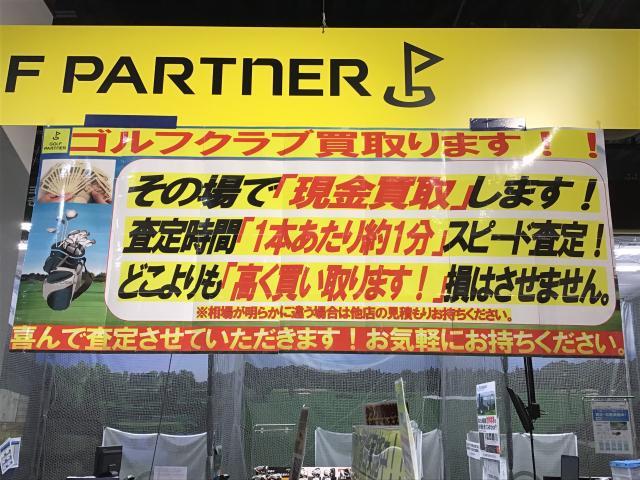 F PARTNER
GOLF PARTNER
ゴルフクラブ買取ります！！
その場で「現金買取」します！
査定時間「1本あたり約1分」スピード査定！
どこよりも「高く買い取ります！」損はさせません。
※相場が明らかに違う場合は他店の見積もりお持ちください。
喜んで査定させていただきます！お気軽にお持ちください。